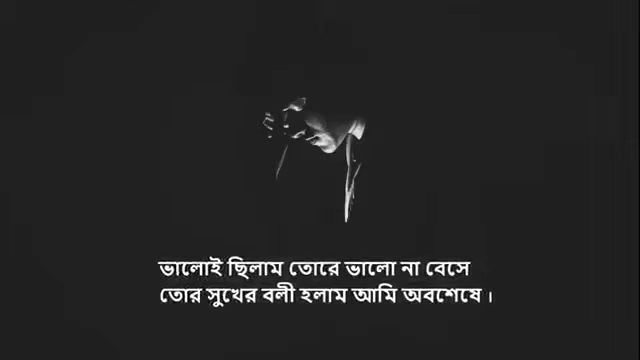 ভালোই ছিলাম তোরে ভালো না বেসে
তোর সুখের বলী হলাম আমি অবশেষে।